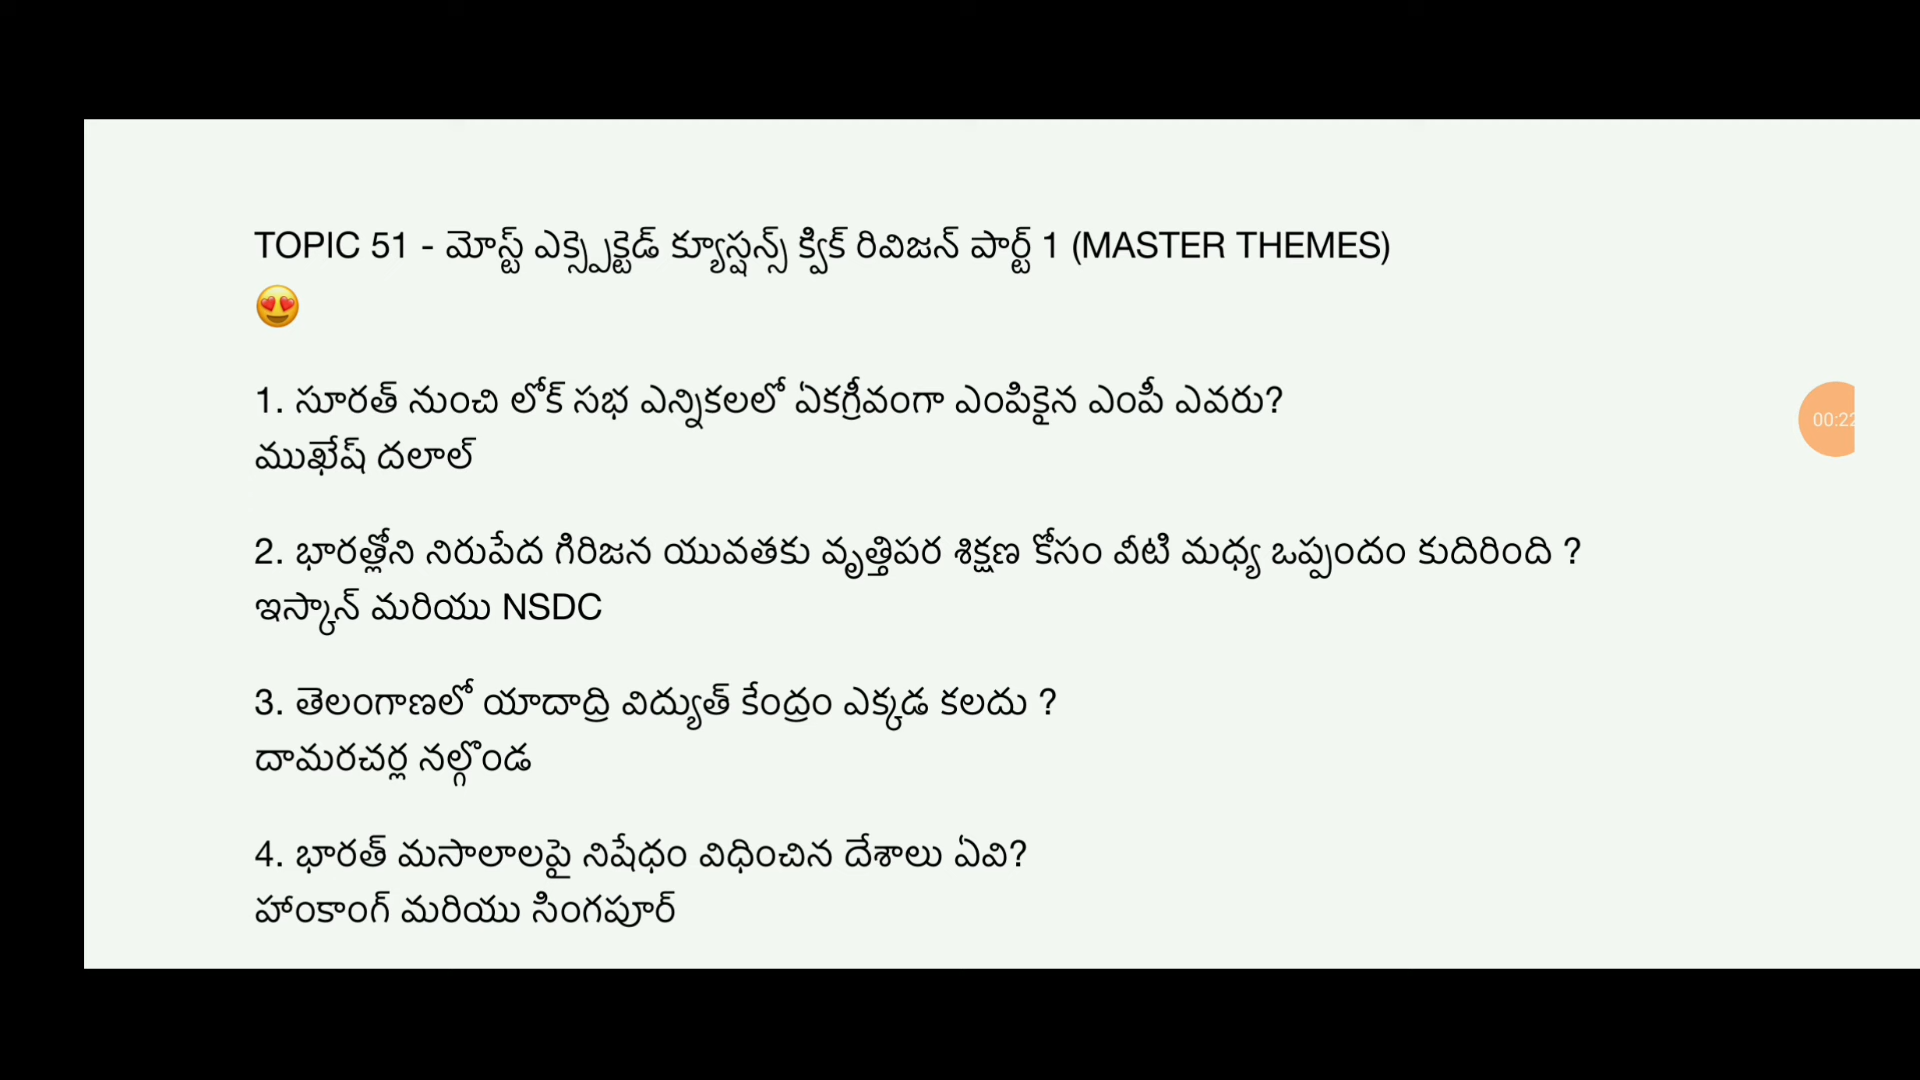 TOPIC 51 - మోస్ట్ ఎక్స్పెక్టెడ్ క్యూస్షన్స్ క్విక్ రివిజన్ పార్ట్ 1 (MASTER THEMES)
😍
1. సూరత్ నుంచి లోక్ సభ ఎన్నికలలో ఏకగ్రీవంగా ఎంపికైన ఎంపీ ఎవరు?
ముఖేష్ దలాల్
2. భారత్లోని నిరుపేద గిరిజన యువతకు వృత్తిపర శిక్షణ కోసం వీటి మధ్య ఒప్పందం కుదిరింది ?
ఇస్కాన్ మరియు NSDC
3. తెలంగాణలో యాదాద్రి విద్యుత్ కేంద్రం ఎక్కడ కలదు ?
దామరచర్ల నల్గొండ
4. భారత్ మసాలాలపై నిషేధం విధించిన దేశాలు ఏవి?
హాంకాంగ్ మరియు సింగపూర్
00:22